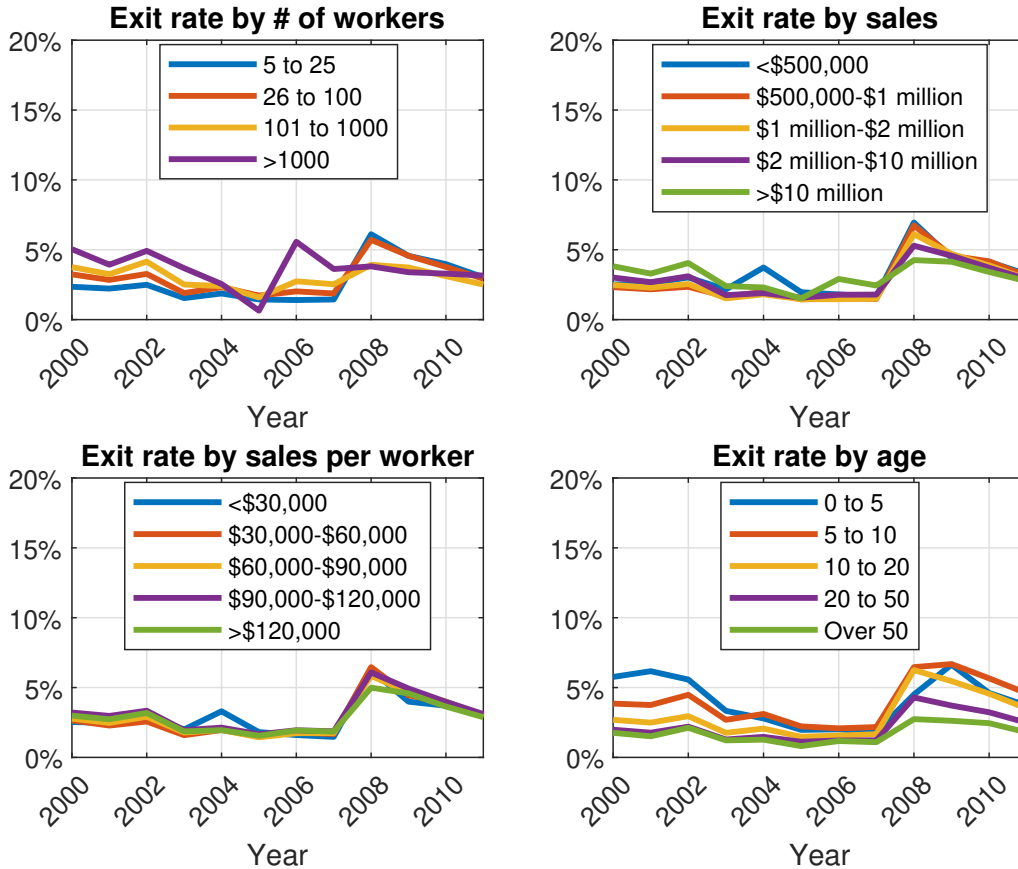 Exit rate by # of workers
20%
15%
10%
5%
0%
5 to 25
26 to 100
101 to 1000
>1000
2000
2002
2004
2006
2008
2010
Year
Exit rate by sales
20%
15%
10%
5%
0%
<$500,000
$500,000-$1 million
$1 million-$2 million
$2 million-$10 million
>$10 million
2000
2002
2004
2006
2008
2010
Year
Exit rate by sales per worker
20%
15%
10%
5%
0%
<$30,000
$30,000-$60,000
$60,000-$90,000
$90,000-$120,000
>$120,000
2000
2002
2004
2006
2008
2010
Year
Exit rate by age
20%
15%
10%
5%
0%
0 to 5
5 to 10
10 to 20
20 to 50
Over 50
2000
2002
2004
2006
2008
2010
Year